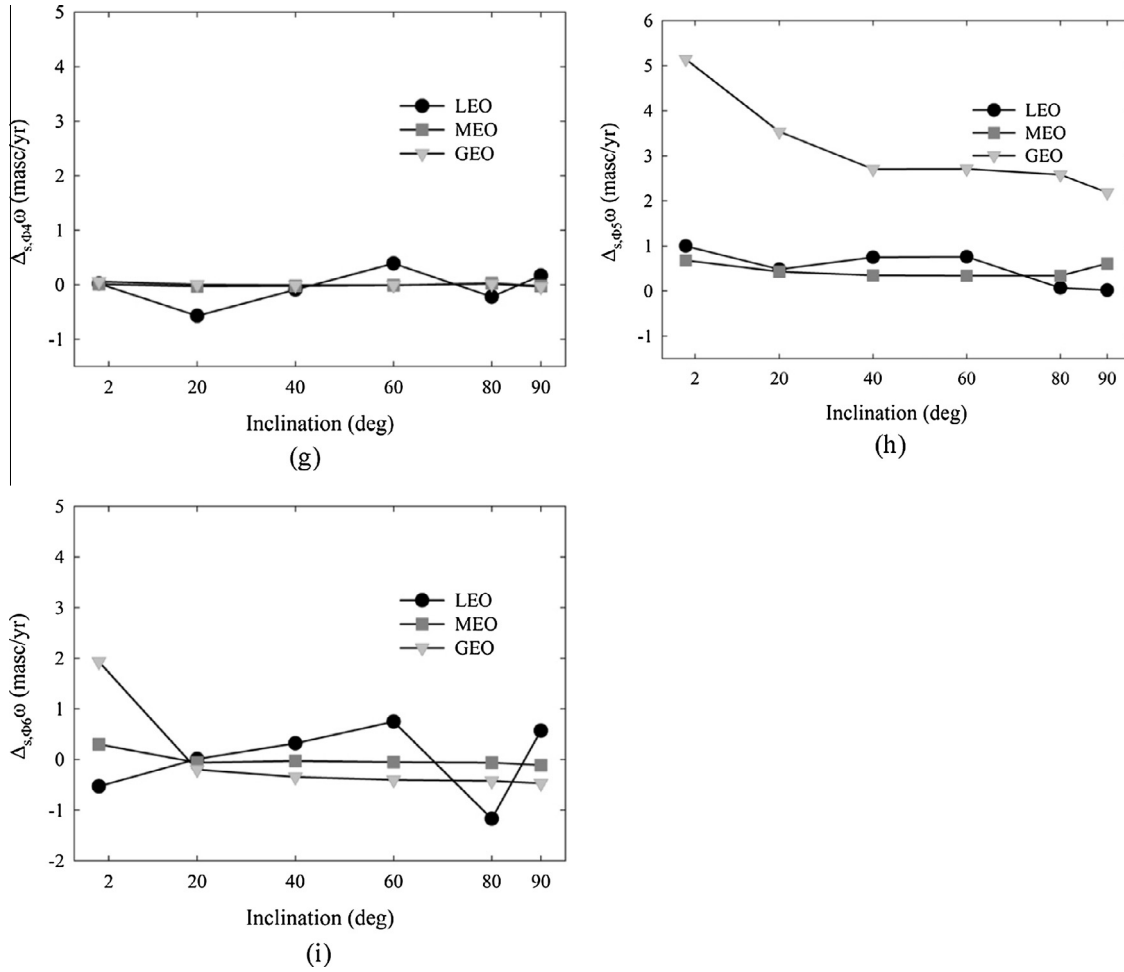 5
4
3
2
1
0
-1
Δs,Φ4ω (masc/yr)
LEO
MEO
GEO
2 20 40 60 80 90
Inclination (deg)
(g)
6
5
4
3
2
1
0
-1
Δs,Φ5ω (masc/yr)
LEO
MEO
GEO
2 20 40 60 80 90
Inclination (deg)
(h)
5
4
3
2
1
0
-1
-2
Δs,Φ6ω (masc/yr)
LEO
MEO
GEO
2 20 40 60 80 90
Inclination (deg)
(i)